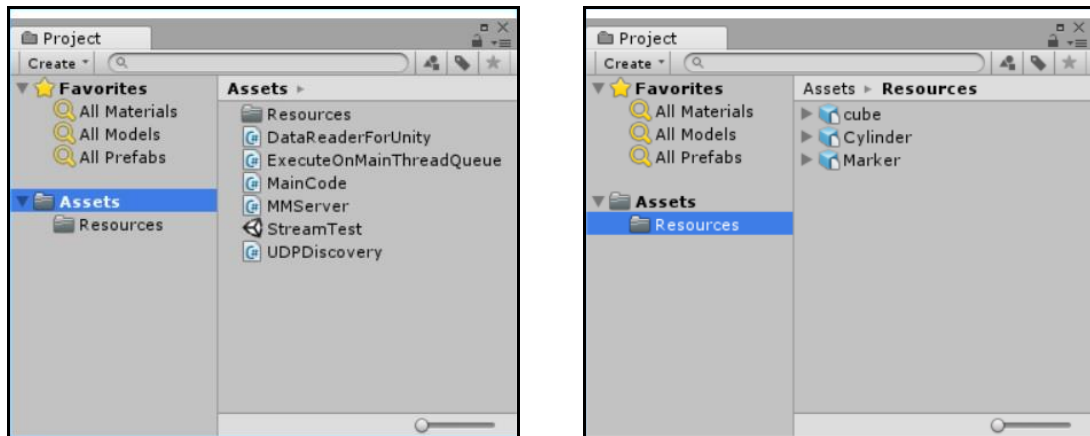 Project
Create
Favorites
All Materials
All Models
All Prefabs
Assets
Resources
Assets
Resources
DataReaderForUnity
ExecuteOnMainThreadQueue
MainCode
MMServer
StreamTest
UDPDiscovery
Project
Create
Favorites
All Materials
All Models
All Prefabs
Assets
Resources
Assets Resources
cube
Cylinder
Marker